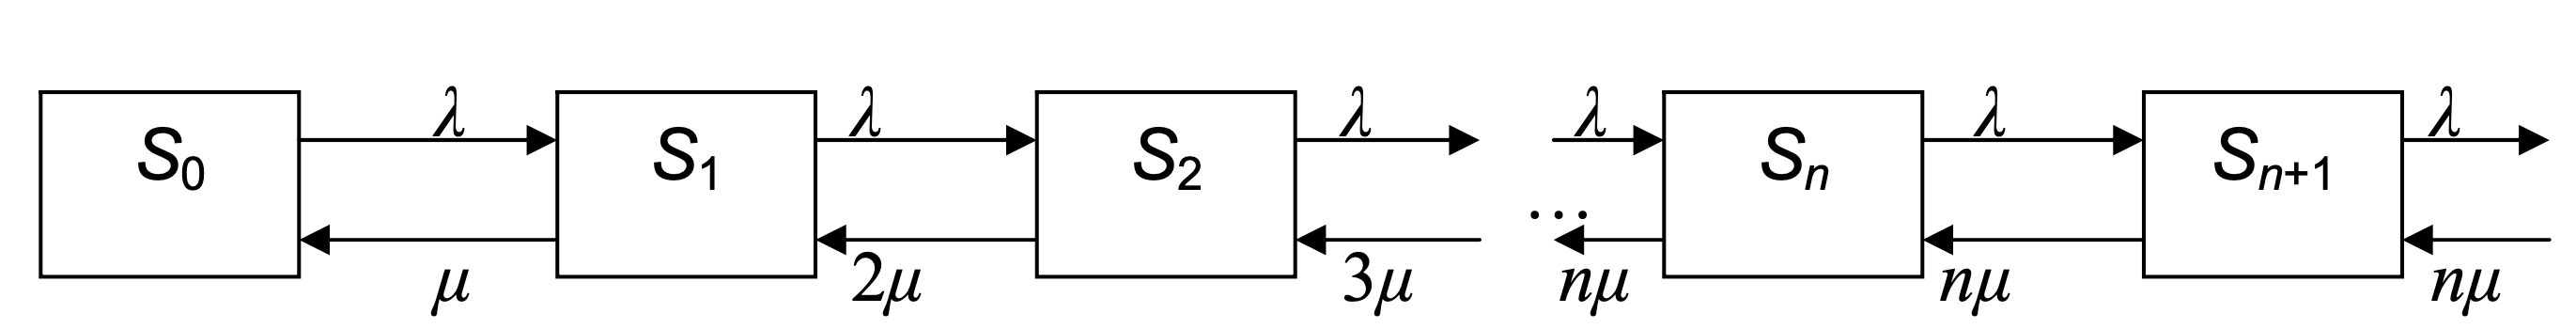 λ λ λ λ λ λ
S0 S1 S2 ... Sn Sn+1
μ 2μ 3μ nμ nμ nμ